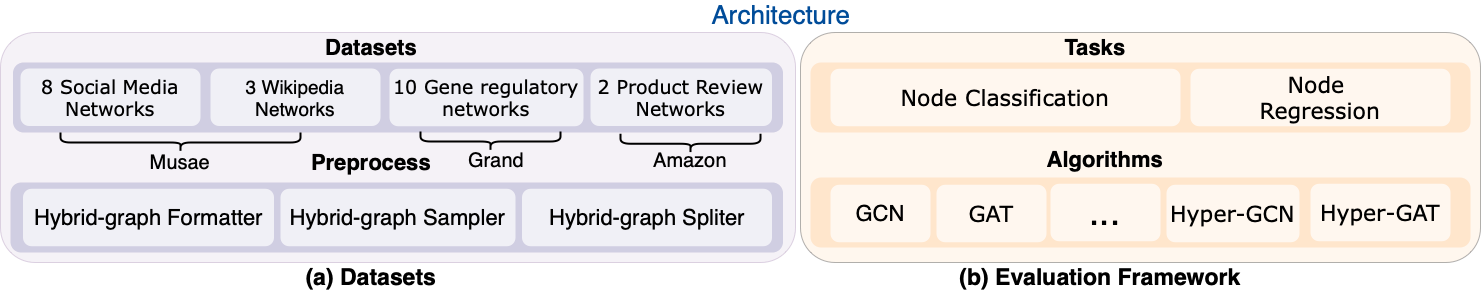 Architecture
Datasets
8 Social Media
Networks
3 Wikipedia
Networks
10 Gene regulatory
networks
2 Product Review
Networks
Musae
Grand
Amazon
Preprocess
Hybrid-graph Formatter
Hybrid-graph Sampler
Hybrid-graph Spliter
(a) Datasets
Tasks
Node Classification
Node
Regression
Algorithms
GCN
GAT
...
Hyper-GCN
Hyper-GAT
(b) Evaluation Framework